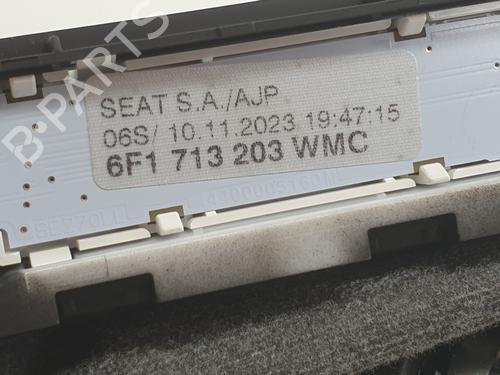 B-PARTS
SEAT S.A./AJP
06S/ 10.11.2023 19:47:15
6F1 713 203 WMC